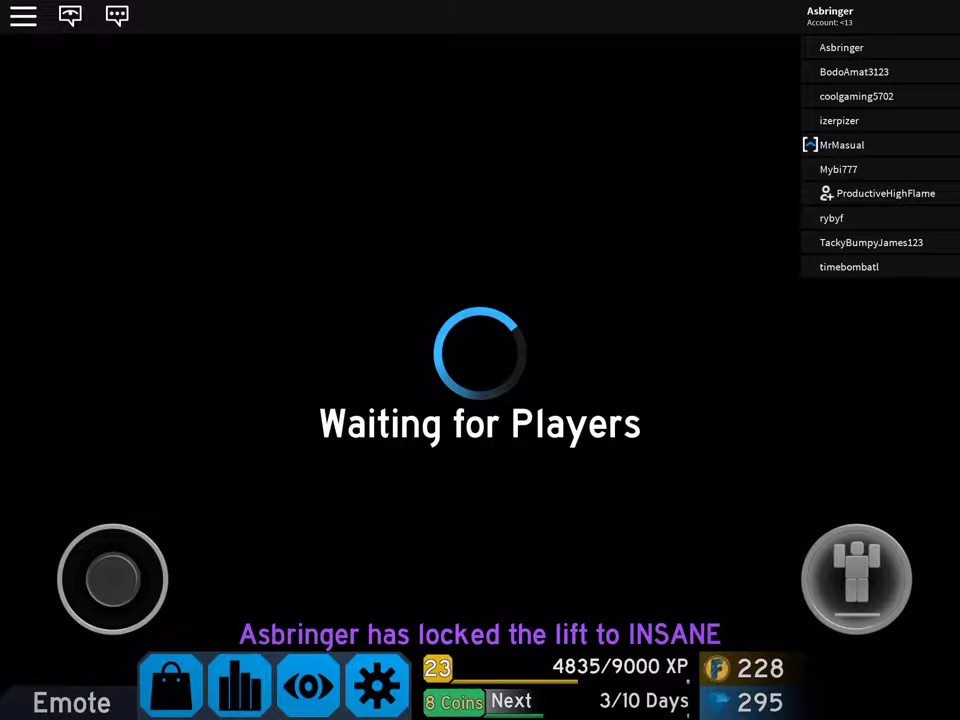 Asbringer
Account: <13
Asbringer
BodoAmat3123
coolgaming5702
izerpizer
MrMasual
Mybi777
ProductiveHighFlame
rybyf
TackyBumpyJames123
timebombatl
Waiting for Players
Asbringer has locked the lift to INSANE
Emote
23 4835/9000 XP
8 Coins Next 3/10 Days
228
295